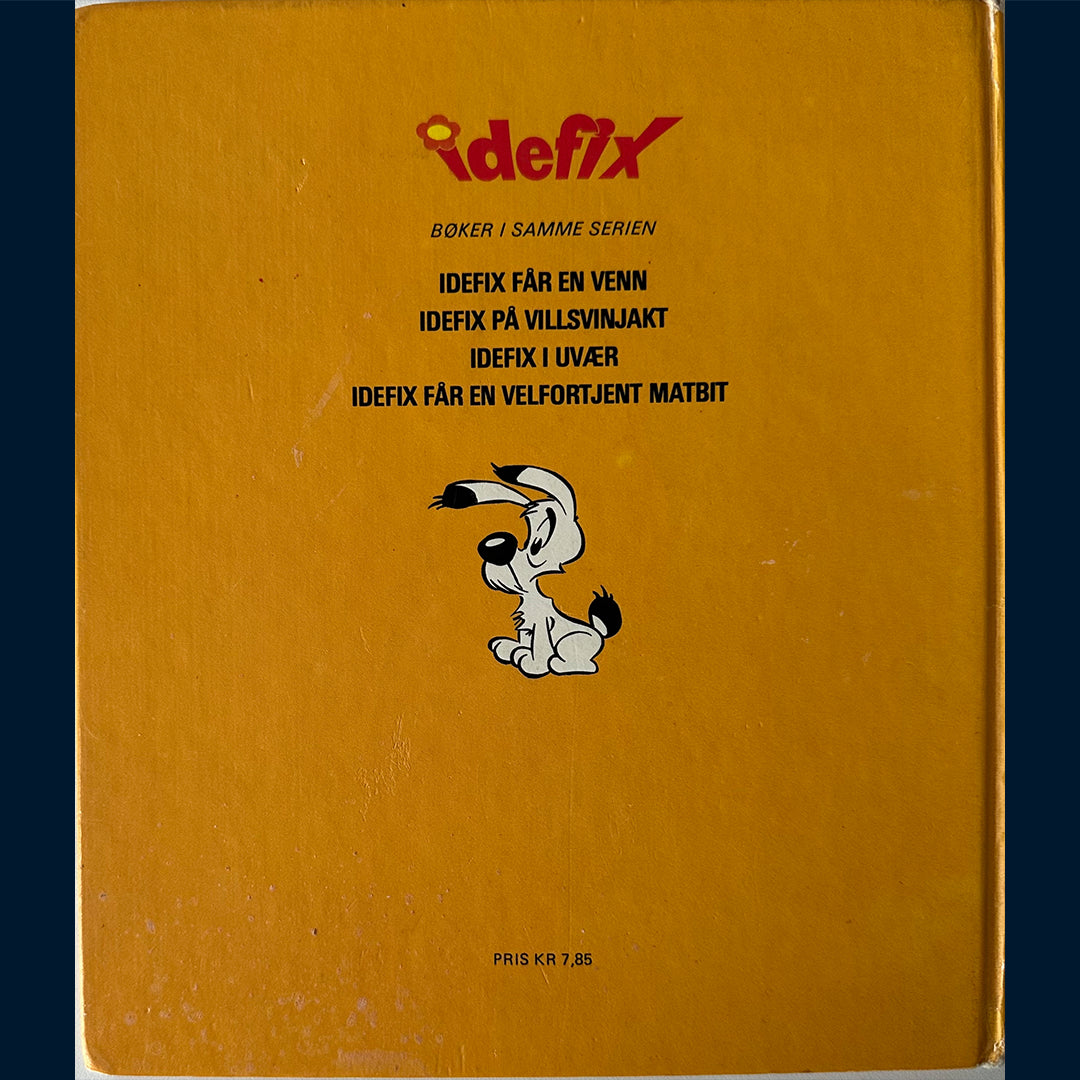 idefix
BØKER I SAMME SERIEN
IDEFIX FÅR EN VENN
IDEFIX PÅ VILLSVINJAKT
IDEFIX I UVÆR
IDEFIX FÅR EN VELFORTJENT MATBIT
PRIS KR 7,85